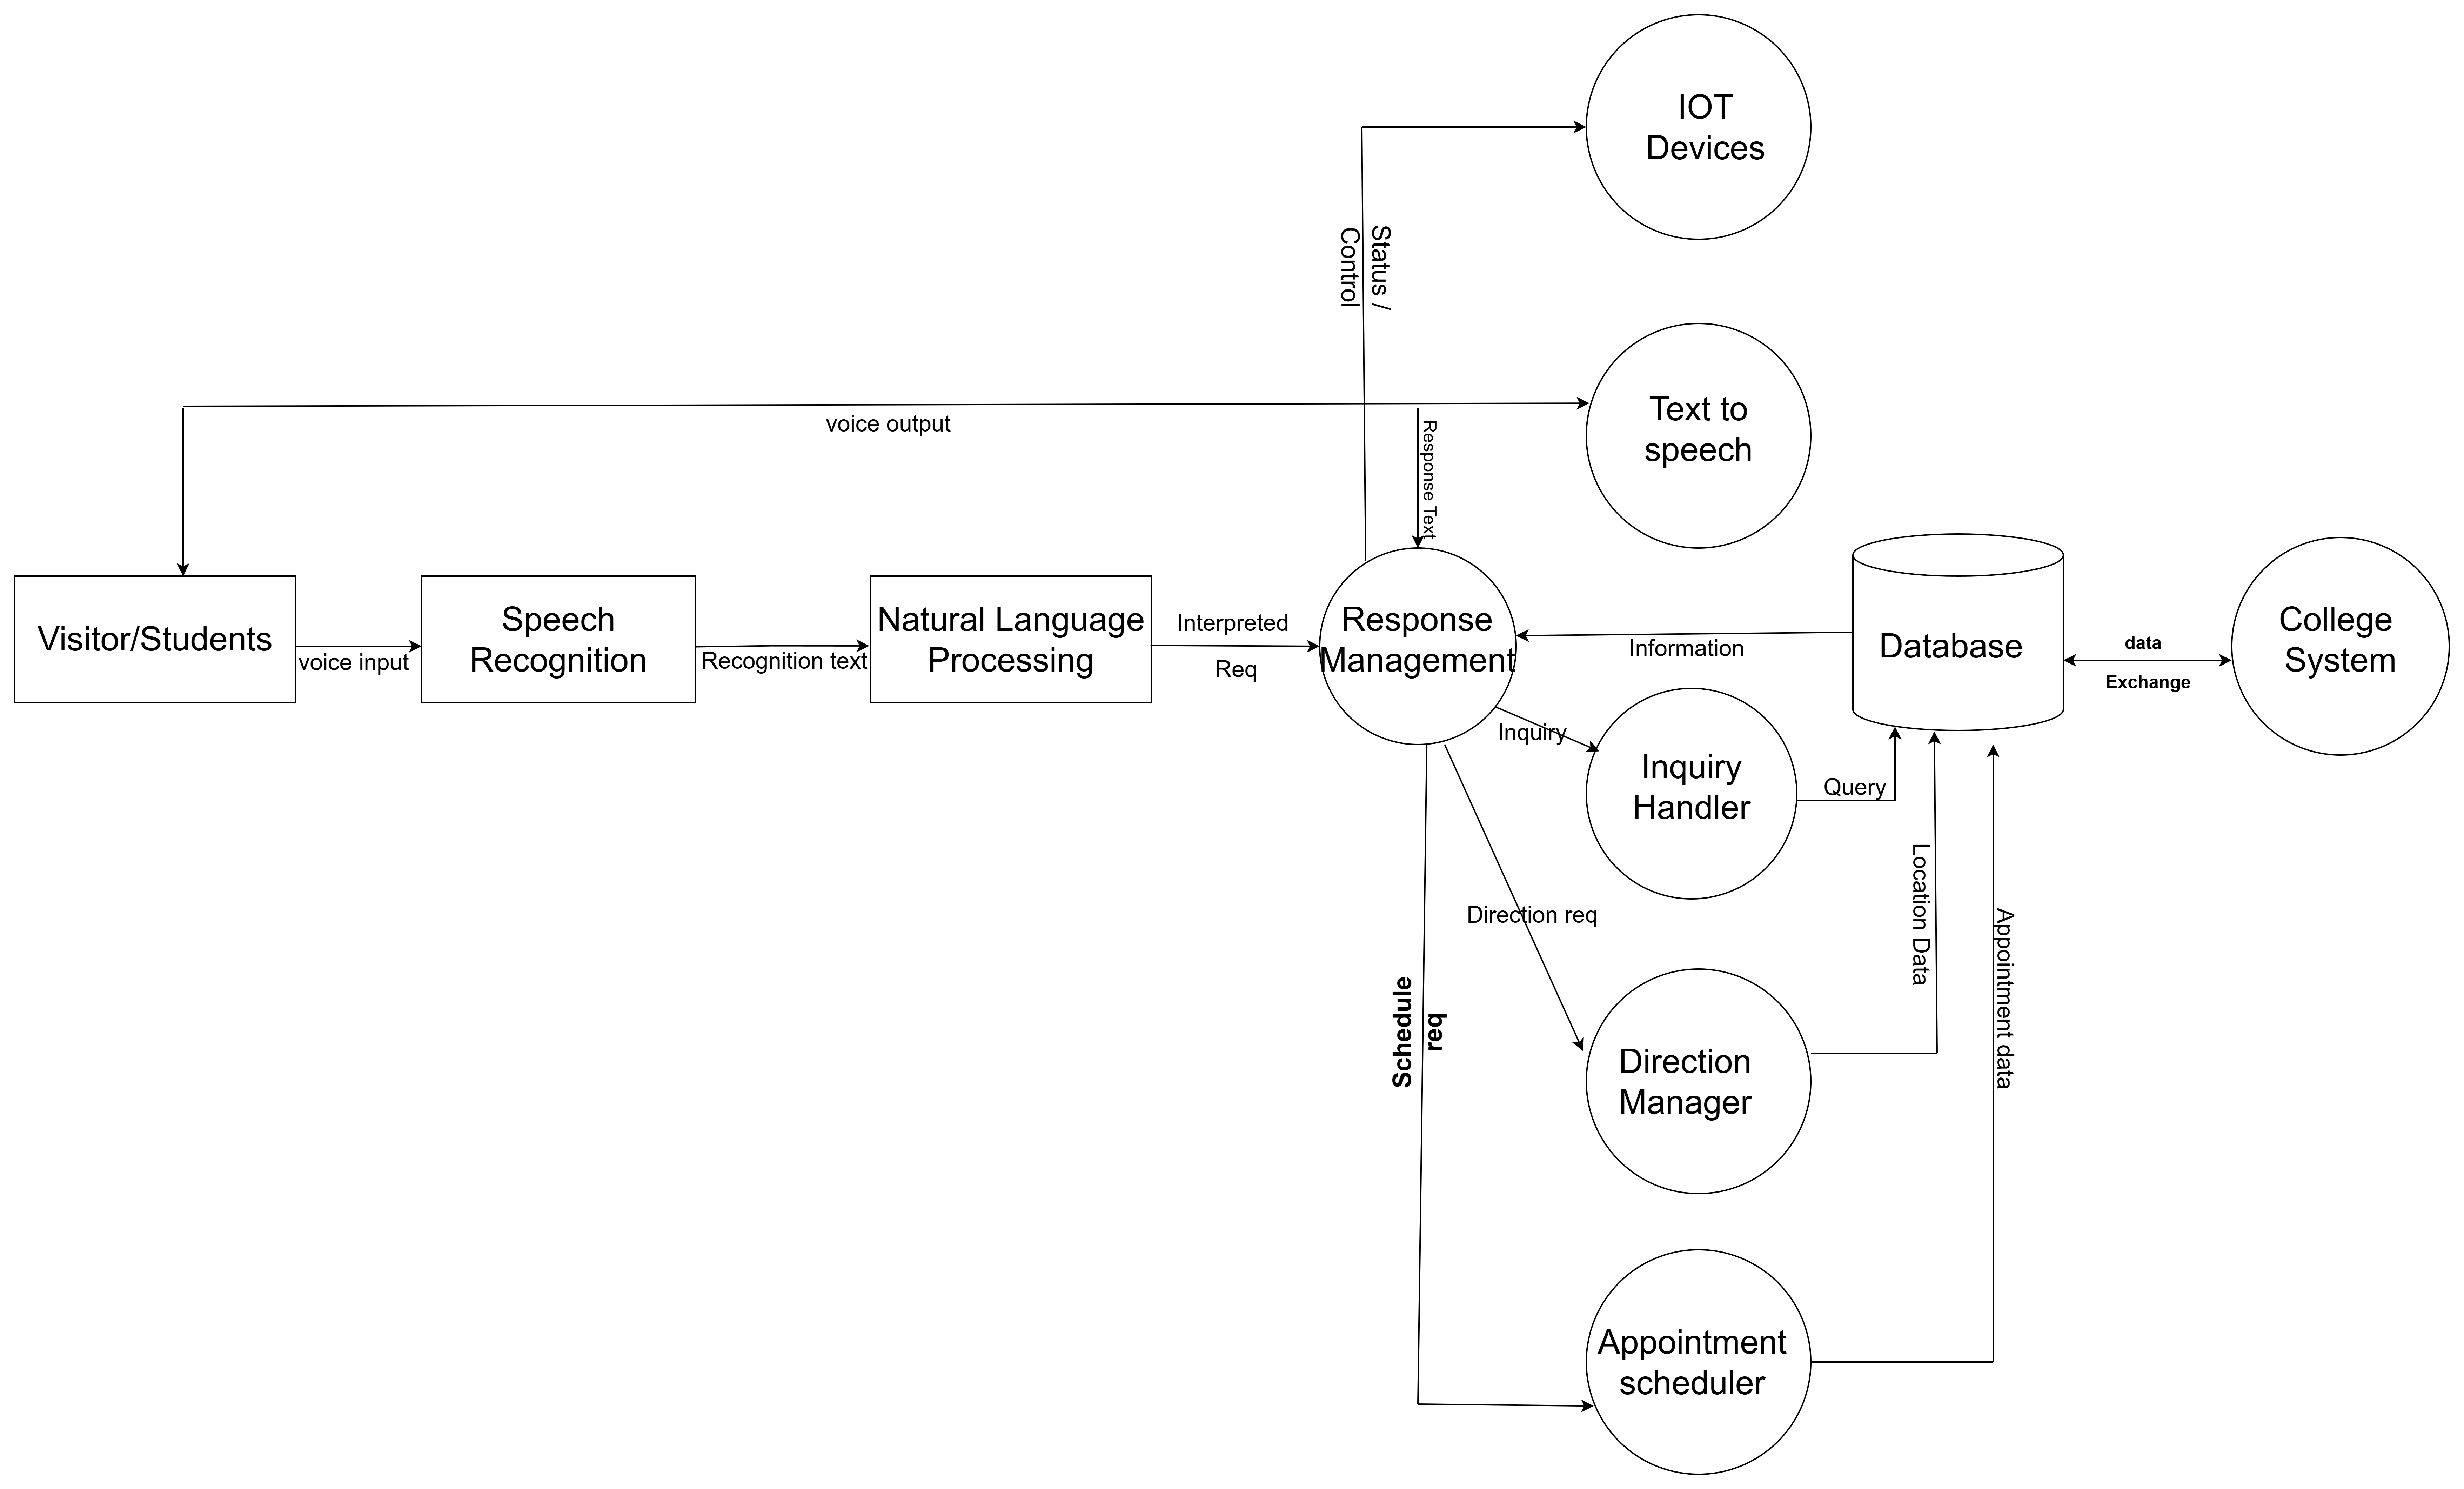 IOT
Devices
Status /
Control
Text to
speech
voice output
Response Text
Visitor/Students
voice input
Speech
Recognition
Recognition text
Natural Language
Processing
Interpreted
Req
Response
Management
Information
Database
data
Exchange
College
System
Inquiry
Inquiry
Handler
Query
Direction req
Location Data
Appointment data
Schedule
req
Direction
Manager
Appointment
scheduler